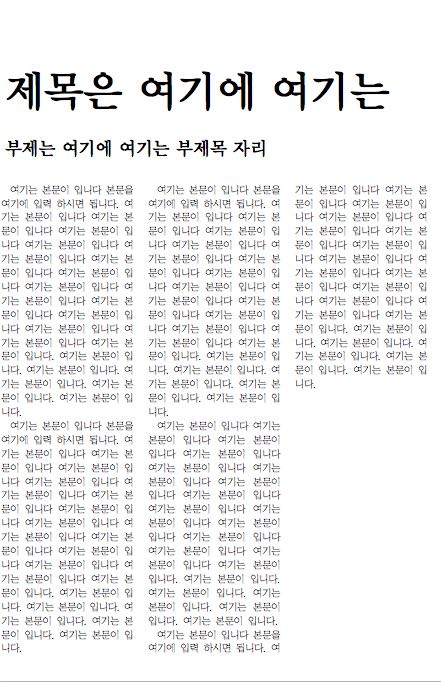 제목은 여기에 여기는
부제는 여기에 여기는 부제목 자리
여기는 본문이 입니다 본문을
여기에 입력 하시면 됩니다. 여
기는 본문이 입니다 여기는 본
문이 입니다 여기는 본문이 입
니다 여기는 본문이 입니다 여
기는 본문이 입니다 여기는 본
문이 입니다 여기는 본문이 입
니다 여기는 본문이 입니다 여
기는 본문이 입니다 여기는 본
문이 입니다 여기는 본문이 입
니다 여기는 본문이 입니다 여
기는 본문이 입니다 여기는 본
문이 입니다. 여기는 본문이 입
니다. 여기는 본문이 입니다. 여
기는 본문이 입니다. 여기는 본
문이 입니다. 여기는 본문이 입
니다.
여기는 본문이 입니다 본문을
여기에 입력 하시면 됩니다. 여
기는 본문이 입니다 여기는 본
문이 입니다 여기는 본문이 입
니다 여기는 본문이 입니다 여
기는 본문이 입니다 여기는 본
문이 입니다 여기는 본문이 입
니다 여기는 본문이 입니다 여
기는 본문이 입니다 여기는 본
문이 입니다 여기는 본문이 입
니다 여기는 본문이 입니다 여
기는 본문이 입니다 여기는 본
문이 입니다. 여기는 본문이 입
니다. 여기는 본문이 입니다. 여
기는 본문이 입니다. 여기는 본
문이 입니다. 여기는 본문이 입
니다.
여기는 본문이 입니다 본문을
여기에 입력 하시면 됩니다. 여
기는 본문이 입니다 여기는 본
문이 입니다 여기는 본문이 입
니다 여기는 본문이 입니다 여
기는 본문이 입니다 여기는 본
문이 입니다 여기는 본문이 입
니다 여기는 본문이 입니다 여
기는 본문이 입니다 여기는 본
문이 입니다 여기는 본문이 입
니다 여기는 본문이 입니다 여
기는 본문이 입니다 여기는 본
문이 입니다. 여기는 본문이 입
니다. 여기는 본문이 입니다. 여
기는 본문이 입니다. 여기는 본
문이 입니다. 여기는 본문이 입
니다.
여기는 본문이 입니다 여기는
본문이 입니다 여기는 본문이
입니다 여기는 본문이 입니다
여기는 본문이 입니다 여기는
본문이 입니다 여기는 본문이
입니다 여기는 본문이 입니다
여기는 본문이 입니다 여기는
본문이 입니다 여기는 본문이
입니다 여기는 본문이 입니다
여기는 본문이 입니다 여기는
본문이 입니다 여기는 본문이
입니다. 여기는 본문이 입니다.
여기는 본문이 입니다. 여기는
본문이 입니다. 여기는 본문이
입니다. 여기는 본문이 입니다.
여기는 본문이 입니다 본문을
여기에 입력 하시면 됩니다. 여
기는 본문이 입니다 여기는 본
문이 입니다 여기는 본문이 입
니다 여기는 본문이 입니다 여
기는 본문이 입니다 여기는 본
문이 입니다 여기는 본문이 입
니다 여기는 본문이 입니다 여
기는 본문이 입니다 여기는 본
문이 입니다 여기는 본문이 입
니다 여기는 본문이 입니다 여
기는 본문이 입니다 여기는 본
문이 입니다. 여기는 본문이 입
니다. 여기는 본문이 입니다. 여
기는 본문이 입니다. 여기는 본
문이 입니다. 여기는 본문이 입
니다.